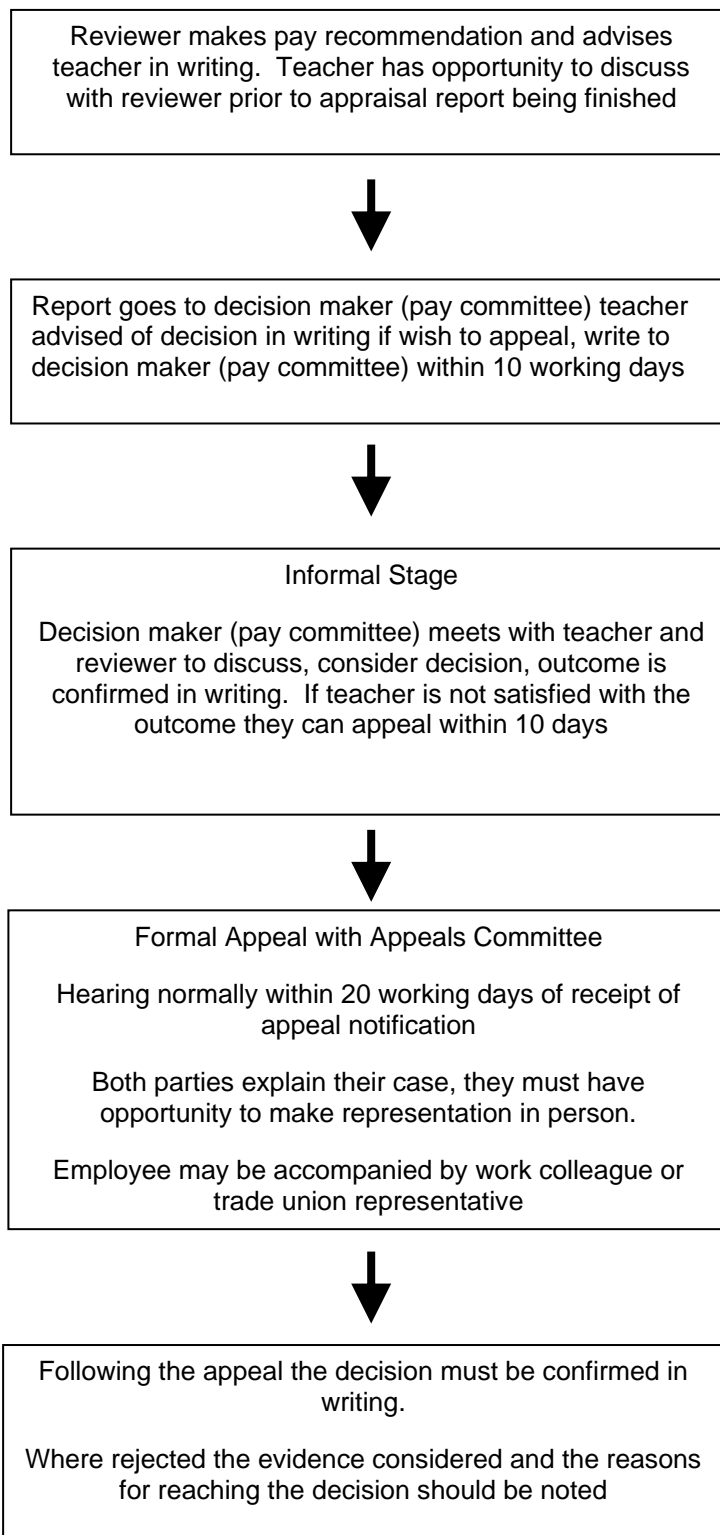 Reviewer makes pay recommendation and advises
teacher in writing.  Teacher has opportunity to discuss
with reviewer prior to appraisal report being finished
Report goes to decision maker (pay committee) teacher
advised of decision in writing if wish to appeal, write to
decision maker (pay committee) within 10 working days
Informal Stage
Decision maker (pay committee) meets with teacher and
reviewer to discuss, consider decision, outcome is
confirmed in writing.  If teacher is not satisfied with the
outcome they can appeal within 10 days
Formal Appeal with Appeals Committee
Hearing normally within 20 working days of receipt of
appeal notification
Both parties explain their case, they must have
opportunity to make representation in person.
Employee may be accompanied by work colleague or
trade union representative
Following the appeal the decision must be confirmed in
writing.
Where rejected the evidence considered and the reasons
for reaching the decision should be noted